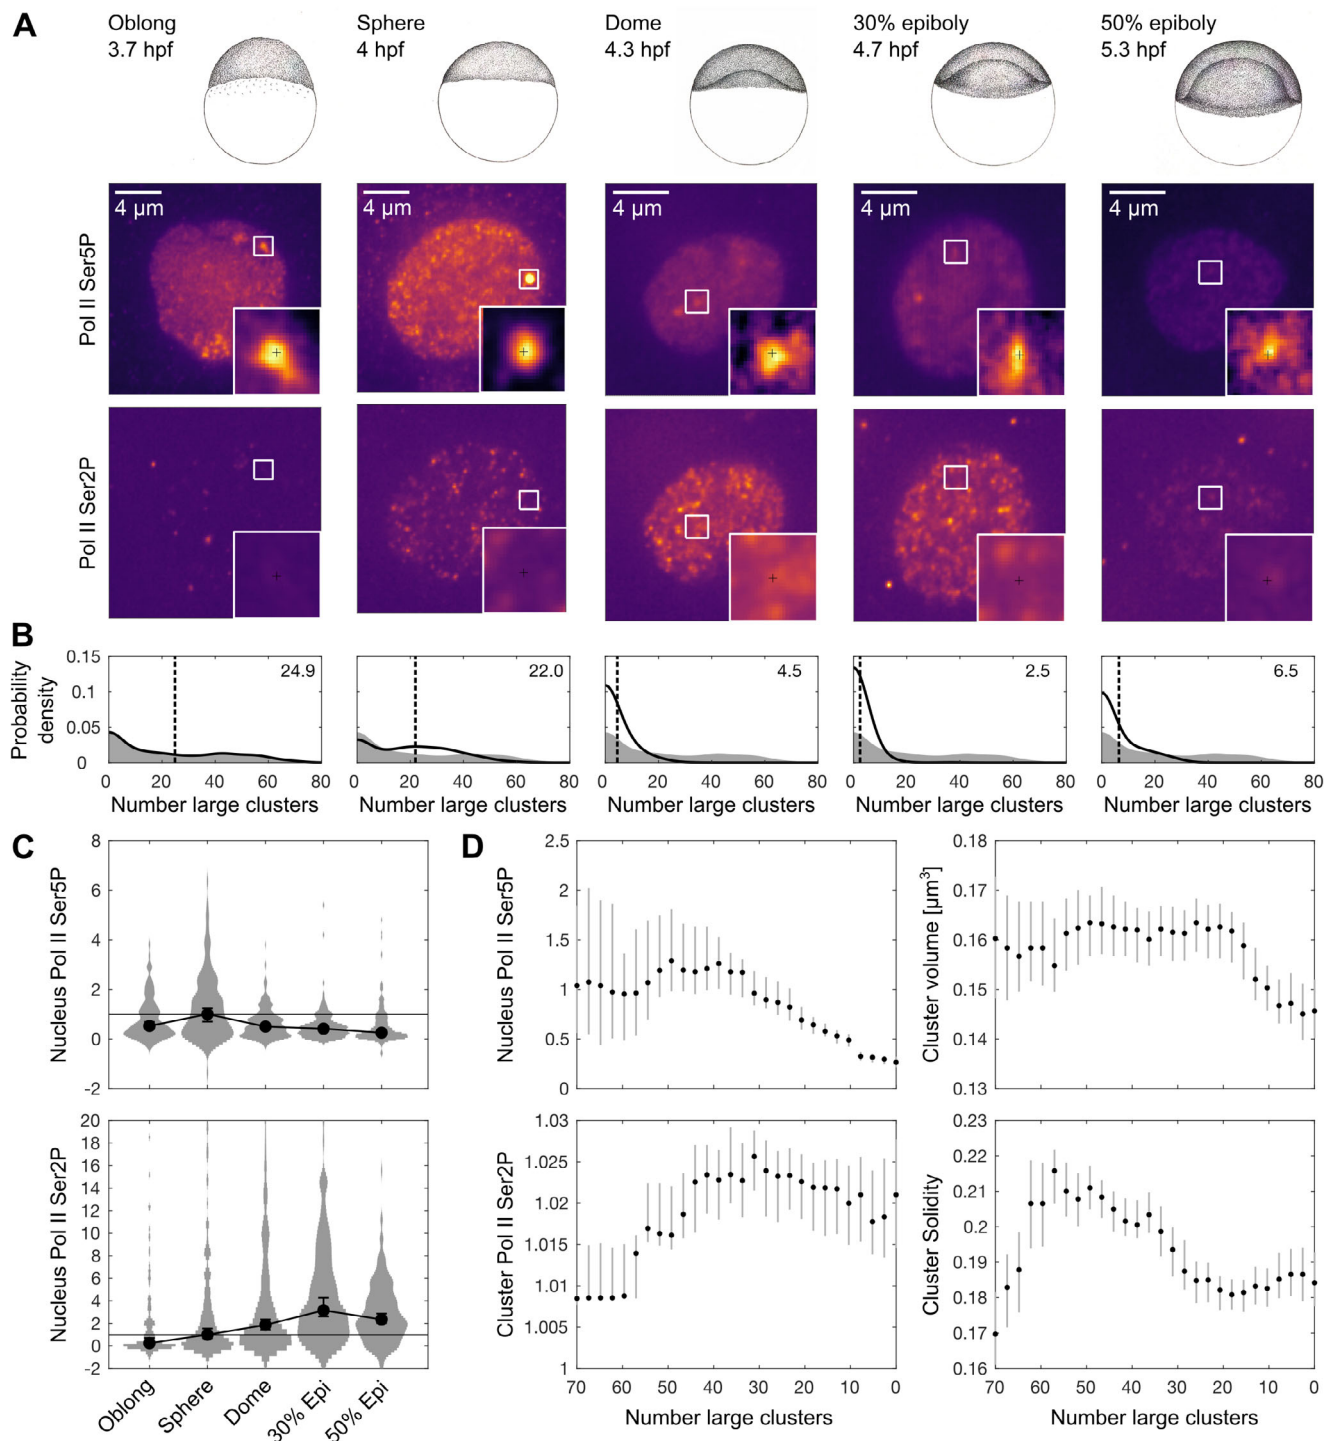 A
Oblong
3.7 hpf
Sphere
4 hpf
Dome
4.3 hpf
30% epiboly
4.7 hpf
50% epiboly
5.3 hpf
Pol II Ser5P
4 μm
4 μm
4 μm
4 μm
4 μm
Pol II Ser2P
B
Probability
density
0.15
0.1
0.05
0
24.9
22.0
4.5
2.5
6.5
0 20 40 60 80
0 20 40 60 80
0 20 40 60 80
0 20 40 60 80
0 20 40 60 80
Number large clusters
Number large clusters
Number large clusters
Number large clusters
Number large clusters
C
Nucleus Pol II Ser5P
8
6
4
2
0
-2
Nucleus Pol II Ser2P
20
18
16
14
12
10
8
6
4
2
0
-2
Oblong
Sphere
Dome
30% Epi
50% Epi
D
Nucleus Pol II Ser5P
2.5
2
1.5
1
0.5
0
Cluster volume [μm³]
0.18
0.17
0.16
0.15
0.14
0.13
Cluster Pol II Ser2P
1.03
1.025
1.02
1.015
1.01
1.005
1
70 60 50 40 30 20 10 0
Number large clusters
Cluster Solidity
0.23
0.22
0.21
0.2
0.19
0.18
0.17
0.16
70 60 50 40 30 20 10 0
Number large clusters